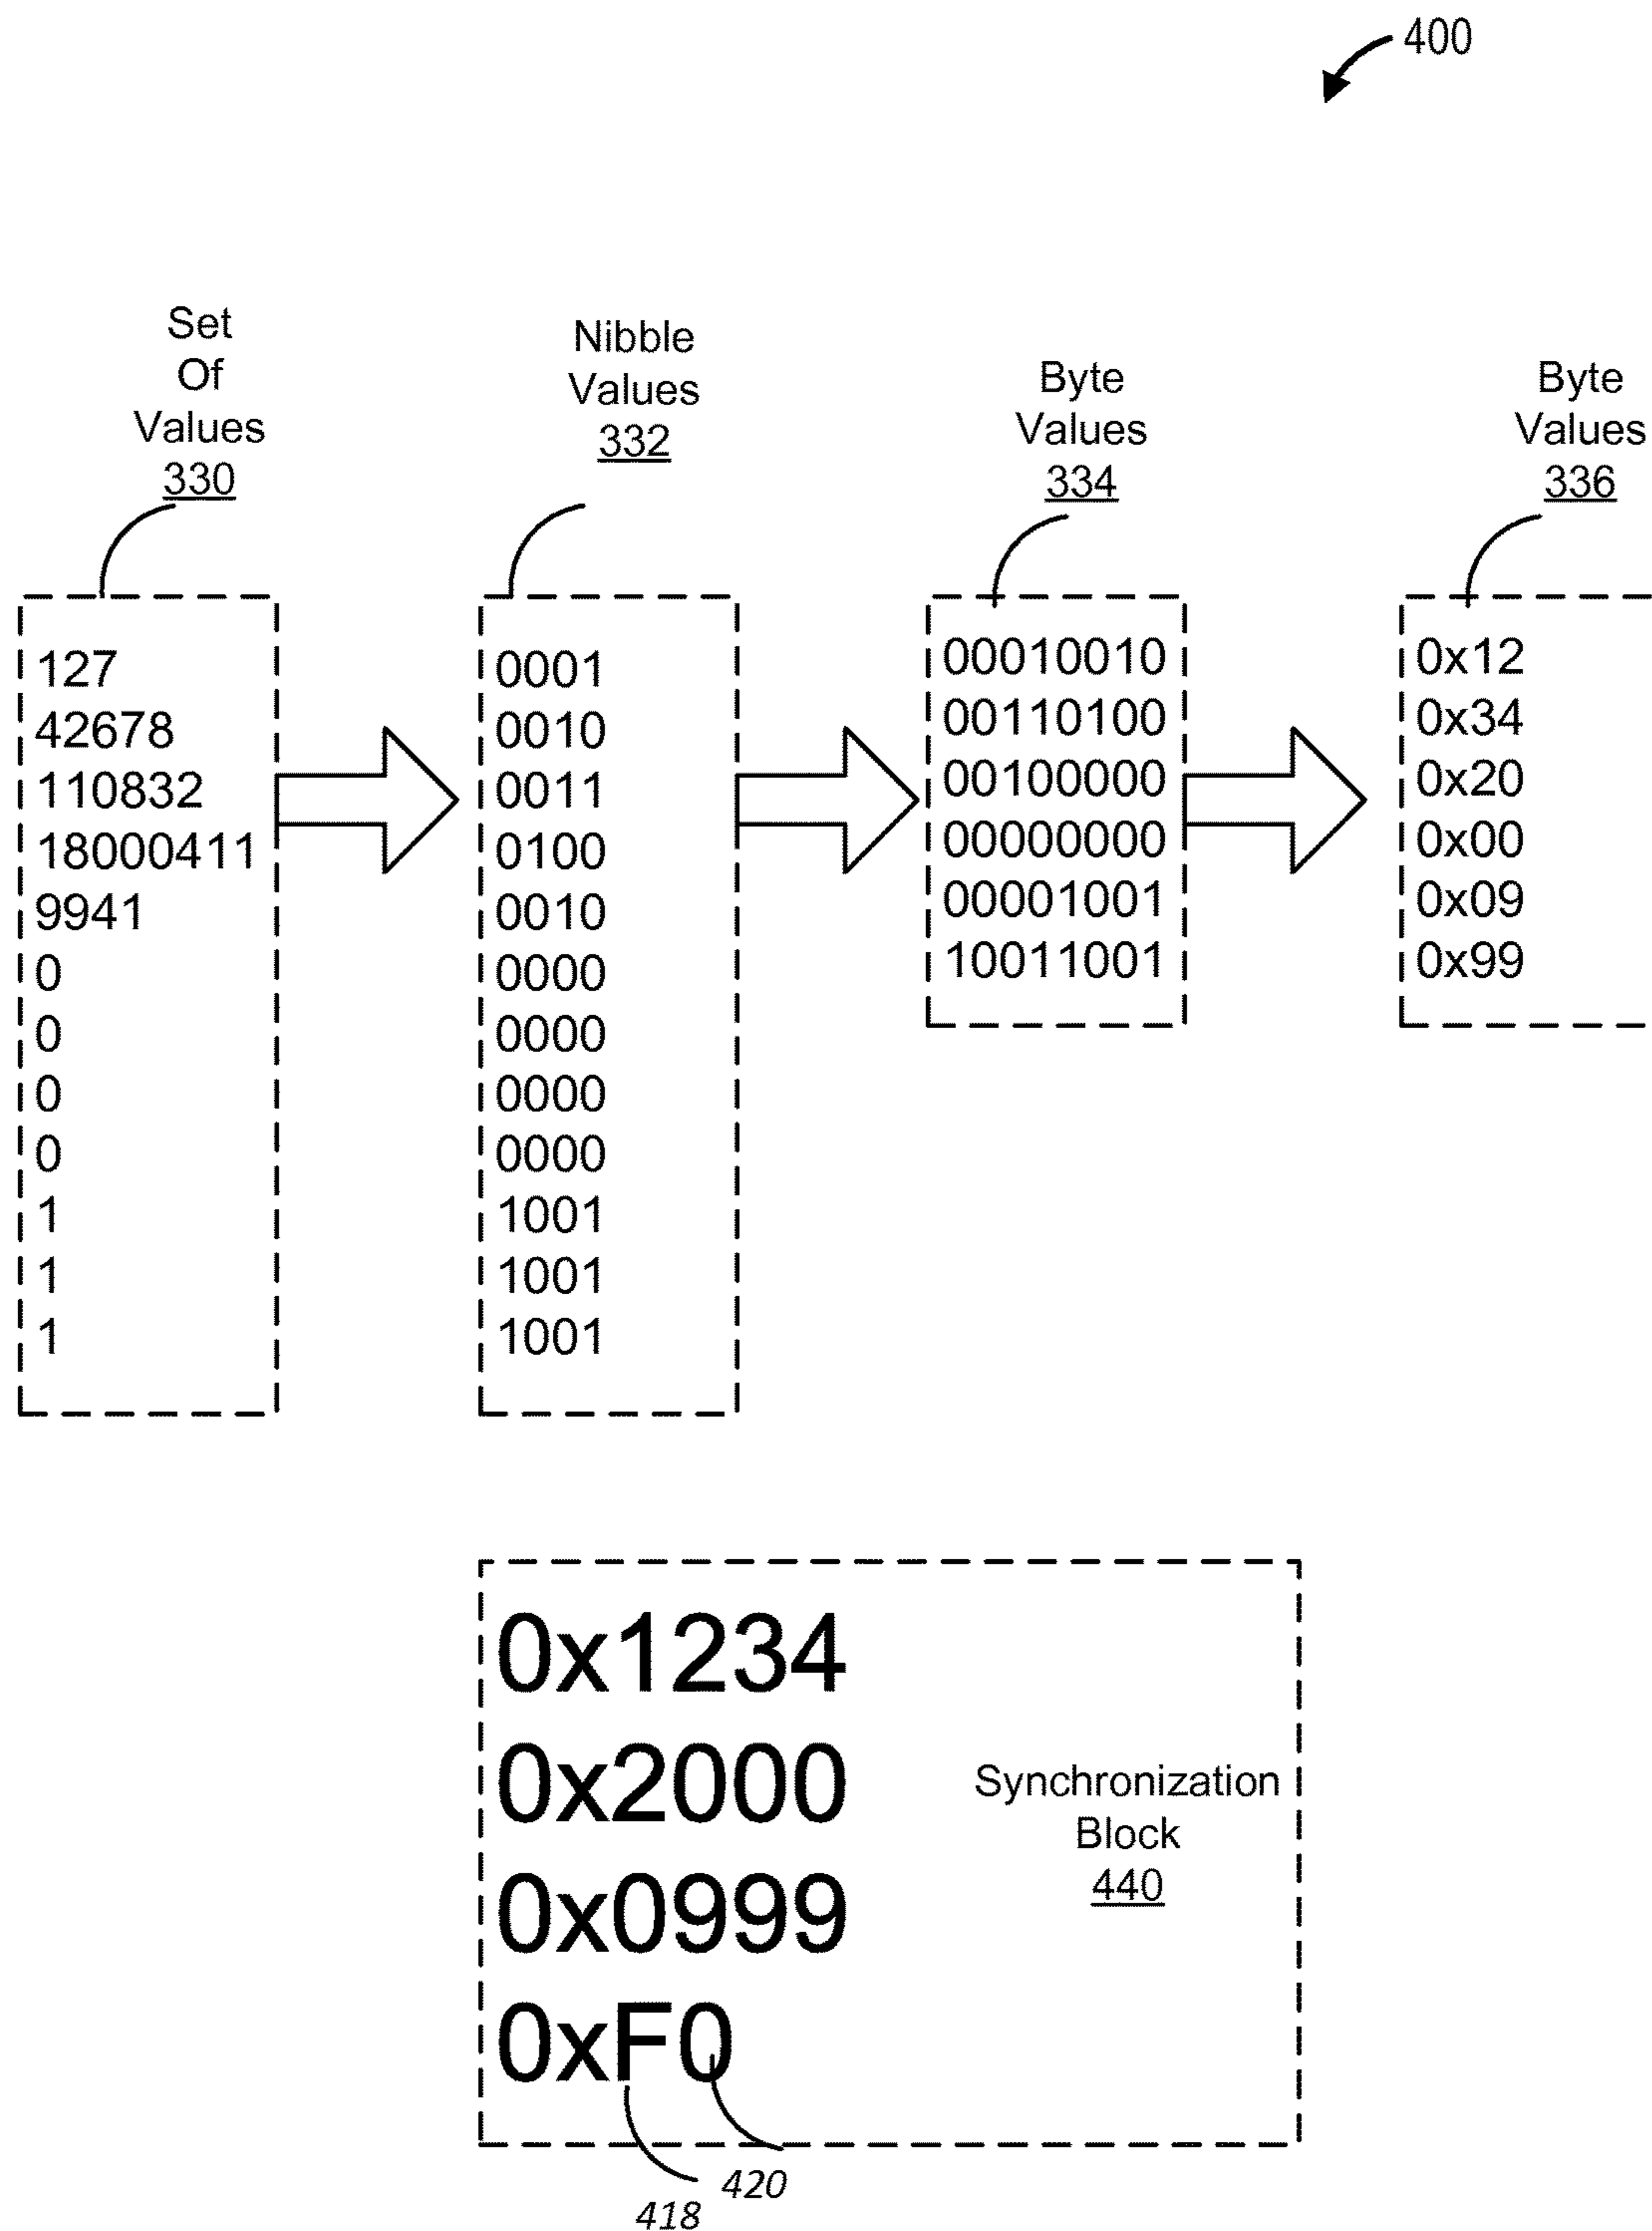 400
Set
Of
Values
330
Nibble
Values
332
Byte
Values
334
Byte
Values
336
127
42678
110832
18000411
9941
0
0
0
0
1
1
1
0001
0010
0011
0100
0010
0000
0000
0000
0000
1001
1001
1001
00010010
00110100
00100000
00000000
00001001
10011001
0x12
0x34
0x20
0x00
0x09
0x99
0x1234
0x2000
0x0999
0xF0
Synchronization
Block
440
420
418